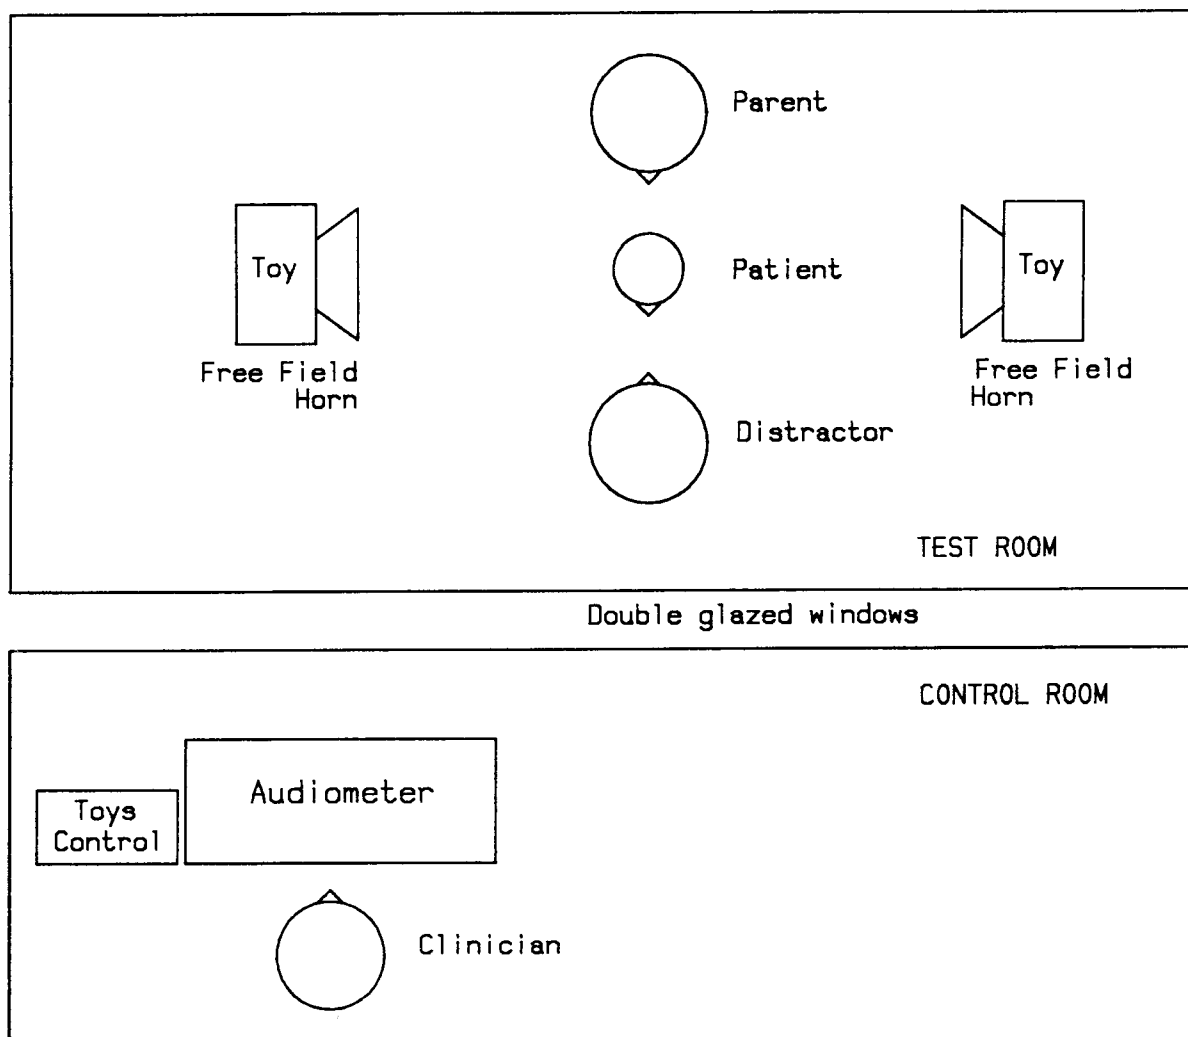 Parent
Toy
Patient
Toy
Free Field
Horn
Free Field
Horn
Distractor
TEST ROOM
Double glazed windows
CONTROL ROOM
Audiometer
Toys
Control
Clinician